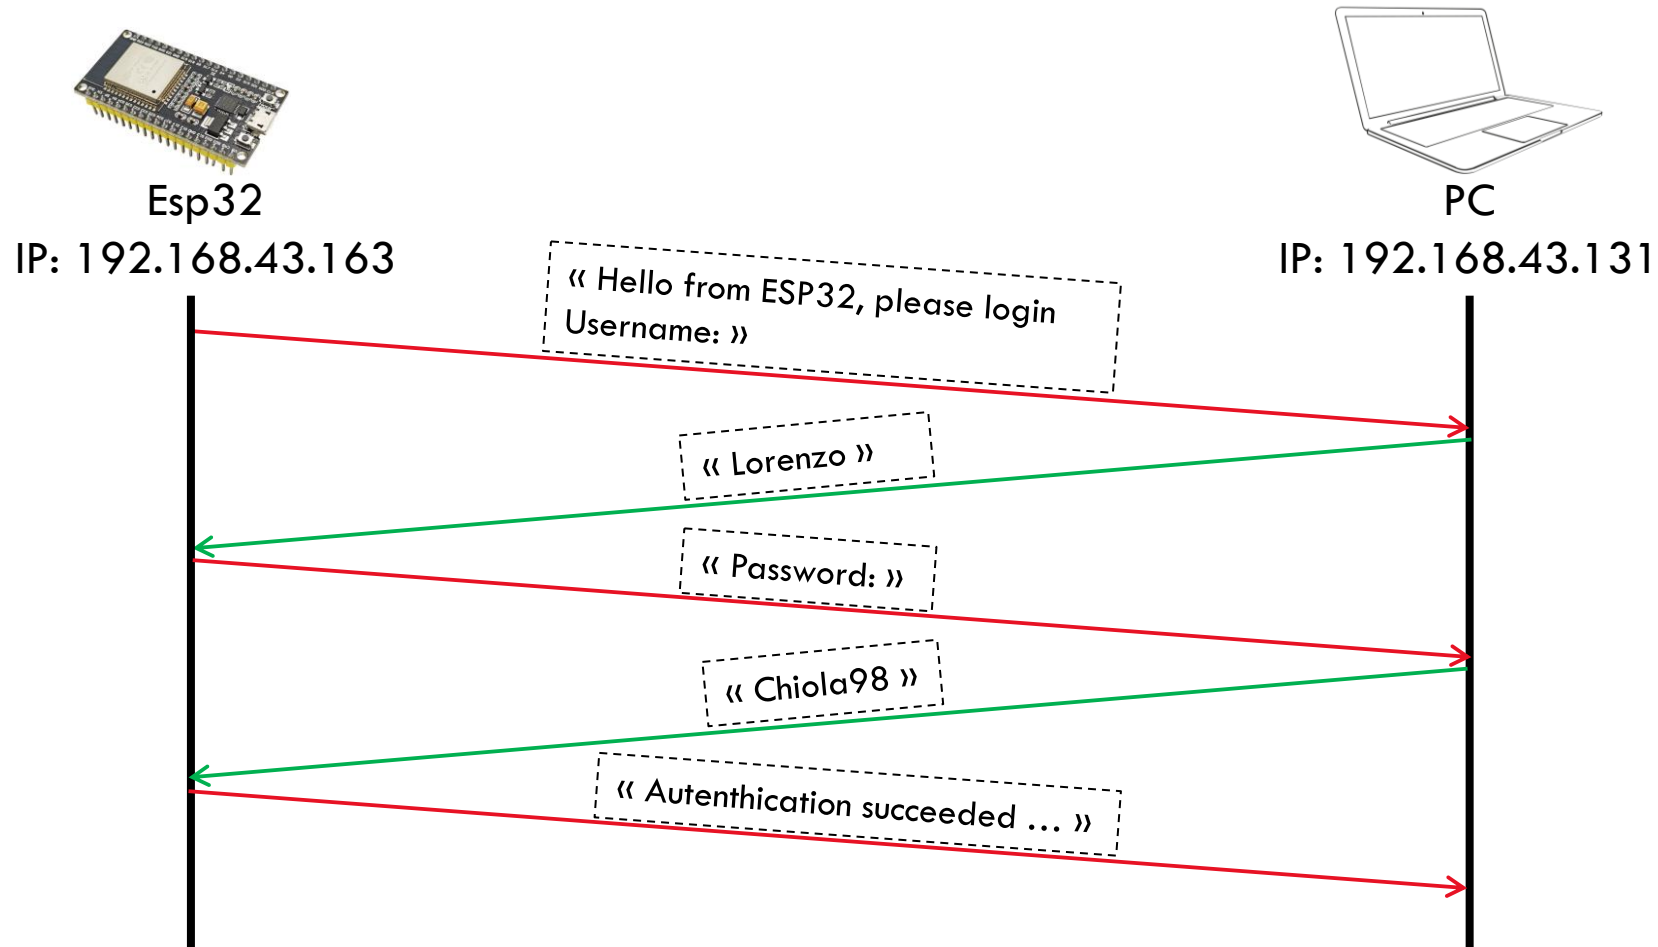 Esp32
IP: 192.168.43.163
PC
IP: 192.168.43.131
« Hello from ESP32, please login
Username: »
« Lorenzo »
« Password: »
« Chiola98 »
« Autenthication succeeded ... »